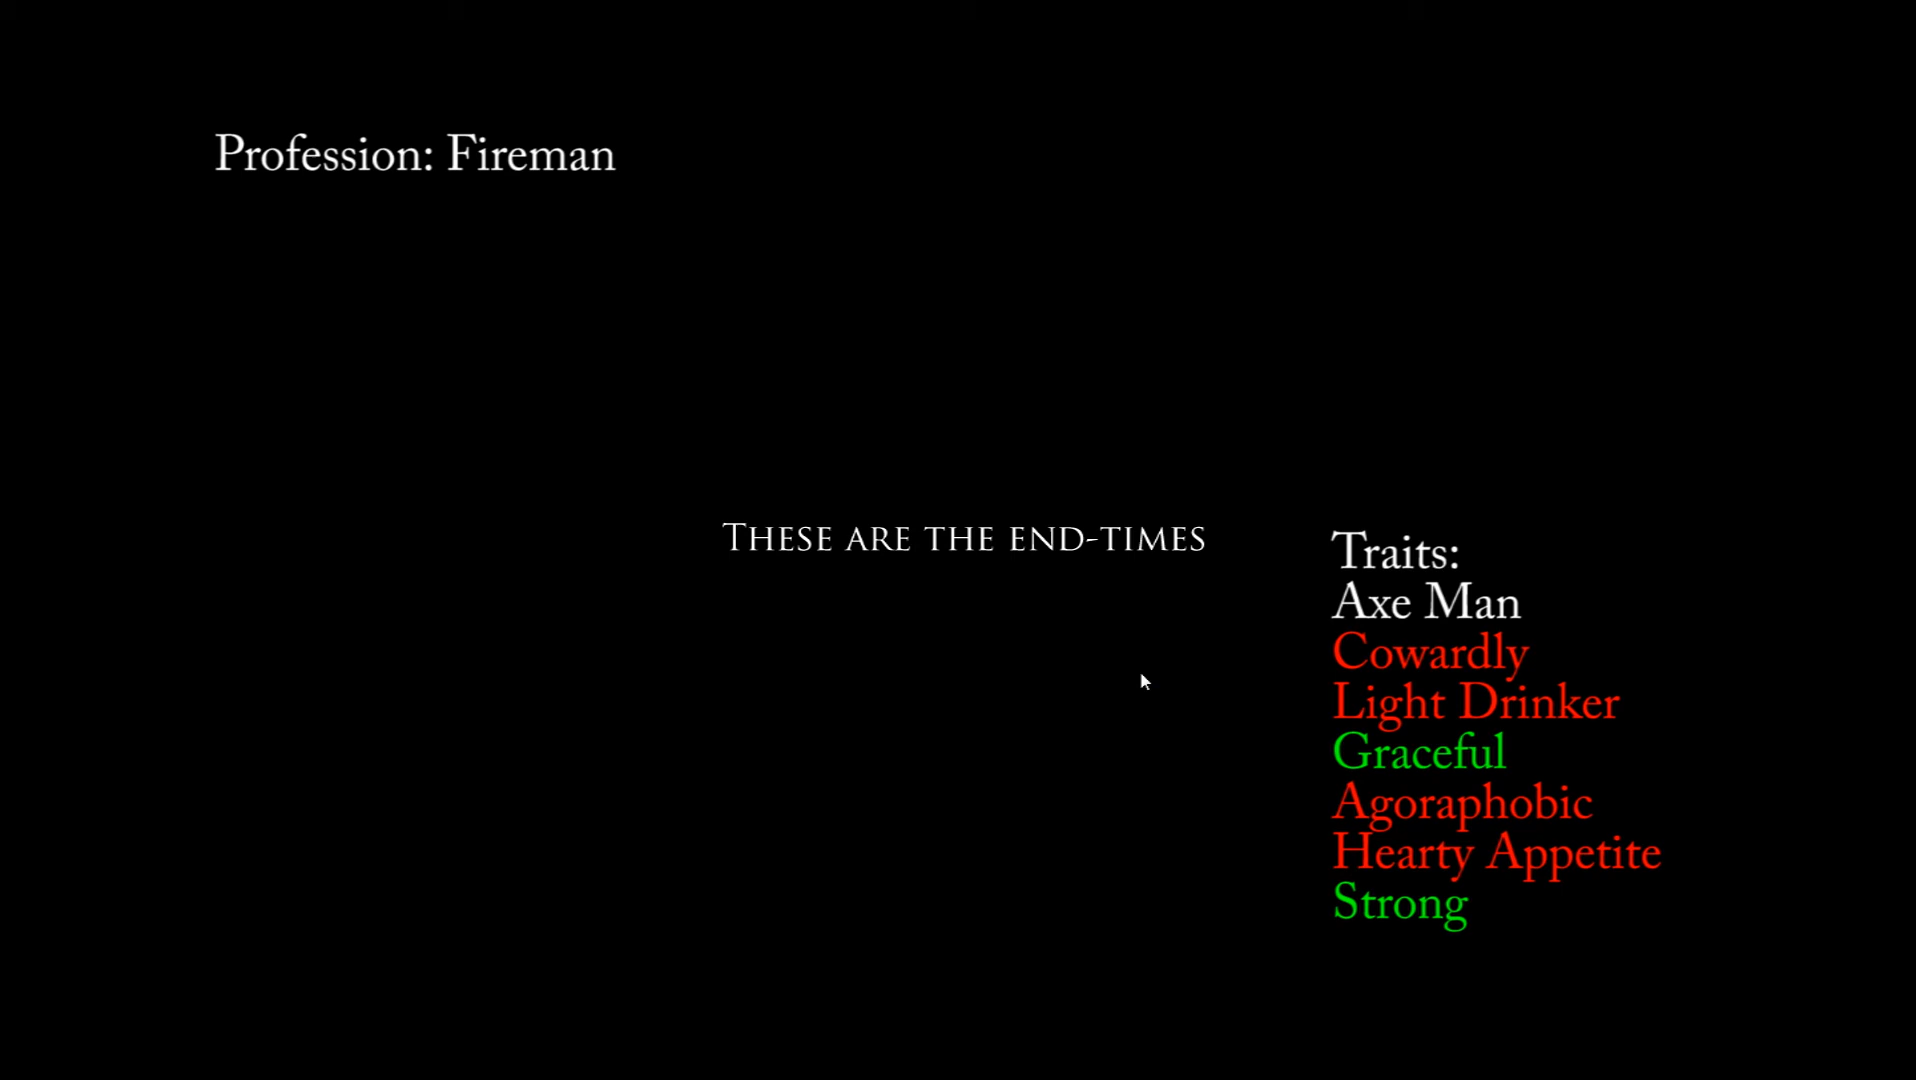 Profession: Fireman
These are the end-times
Traits:
Axe Man
Cowardly
Light Drinker
Graceful
Agoraphobic
Hearty Appetite
Strong